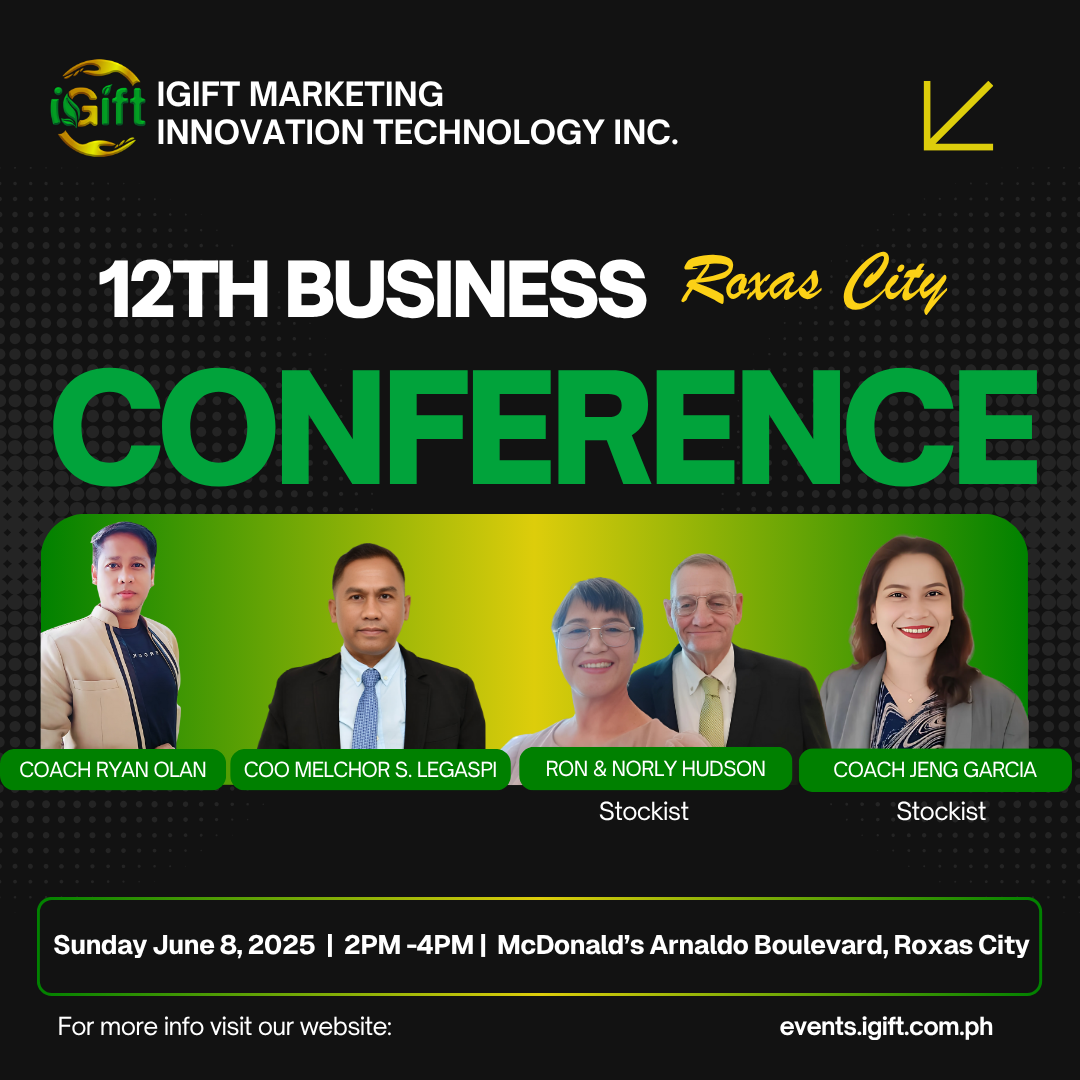 iGift
IGIFT MARKETING
INNOVATION TECHNOLOGY INC.
12TH BUSINESS Roxas City
CONFERENCE
COACH RYAN OLAN
COO MELCHOR S. LEGASPI
RON & NORLY HUDSON
COACH JENG GARCIA
Stockist
Stockist
Sunday June 8, 2025 | 2PM -4PM | McDonald’s Arnaldo Boulevard, Roxas City
For more info visit our website:
events.igift.com.ph